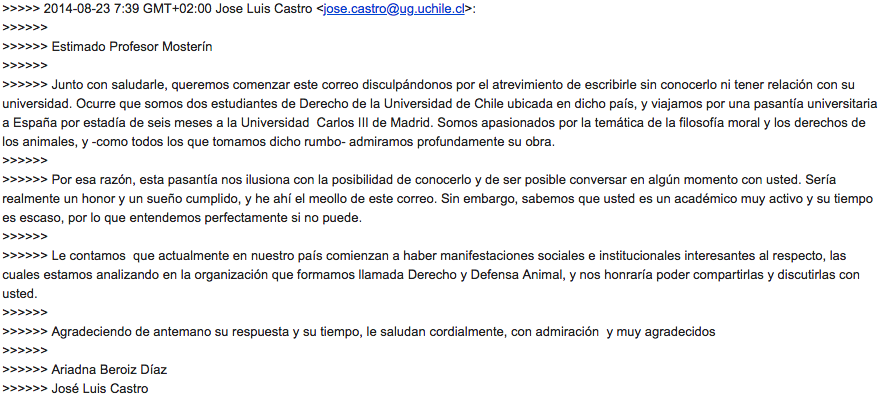 >>>>> 2014-08-23 7:39 GMT+02:00 Jose Luis Castro <jose.castro@ug.uchile.cl>:
>>>>>>
>>>>>> Estimado Profesor Mosterín
>>>>>>
>>>>>> Junto con saludarle, queremos comenzar este correo disculpándonos por el atrevimiento de escribirle sin conocerlo ni tener relación con su
universidad. Ocurre que somos dos estudiantes de Derecho de la Universidad de Chile ubicada en dicho país, y viajamos por una pasantía universitaria
a España por estadía de seis meses a la Universidad  Carlos III de Madrid. Somos apasionados por la temática de la filosofía moral y los derechos de
los animales, y -como todos los que tomamos dicho rumbo- admiramos profundamente su obra.
>>>>>>
>>>>>> Por esa razón, esta pasantía nos ilusiona con la posibilidad de conocerlo y de ser posible conversar en algún momento con usted. Sería
realmente un honor y un sueño cumplido, y he ahí el meollo de este correo. Sin embargo, sabemos que usted es un académico muy activo y su tiempo
es escaso, por lo que entendemos perfectamente si no puede.
>>>>>>
>>>>>> Le contamos  que actualmente en nuestro país comienzan a haber manifestaciones sociales e institucionales interesantes al respecto, las
cuales estamos analizando en la organización que formamos llamada Derecho y Defensa Animal, y nos honraría poder compartirlas y discutirlas con
usted.
>>>>>>
>>>>>> Agradeciendo de antemano su respuesta y su tiempo, le saludan cordialmente, con admiración  y muy agradecidos
>>>>>>
>>>>>> Ariadna Beroiz Díaz
>>>>>> José Luis Castro